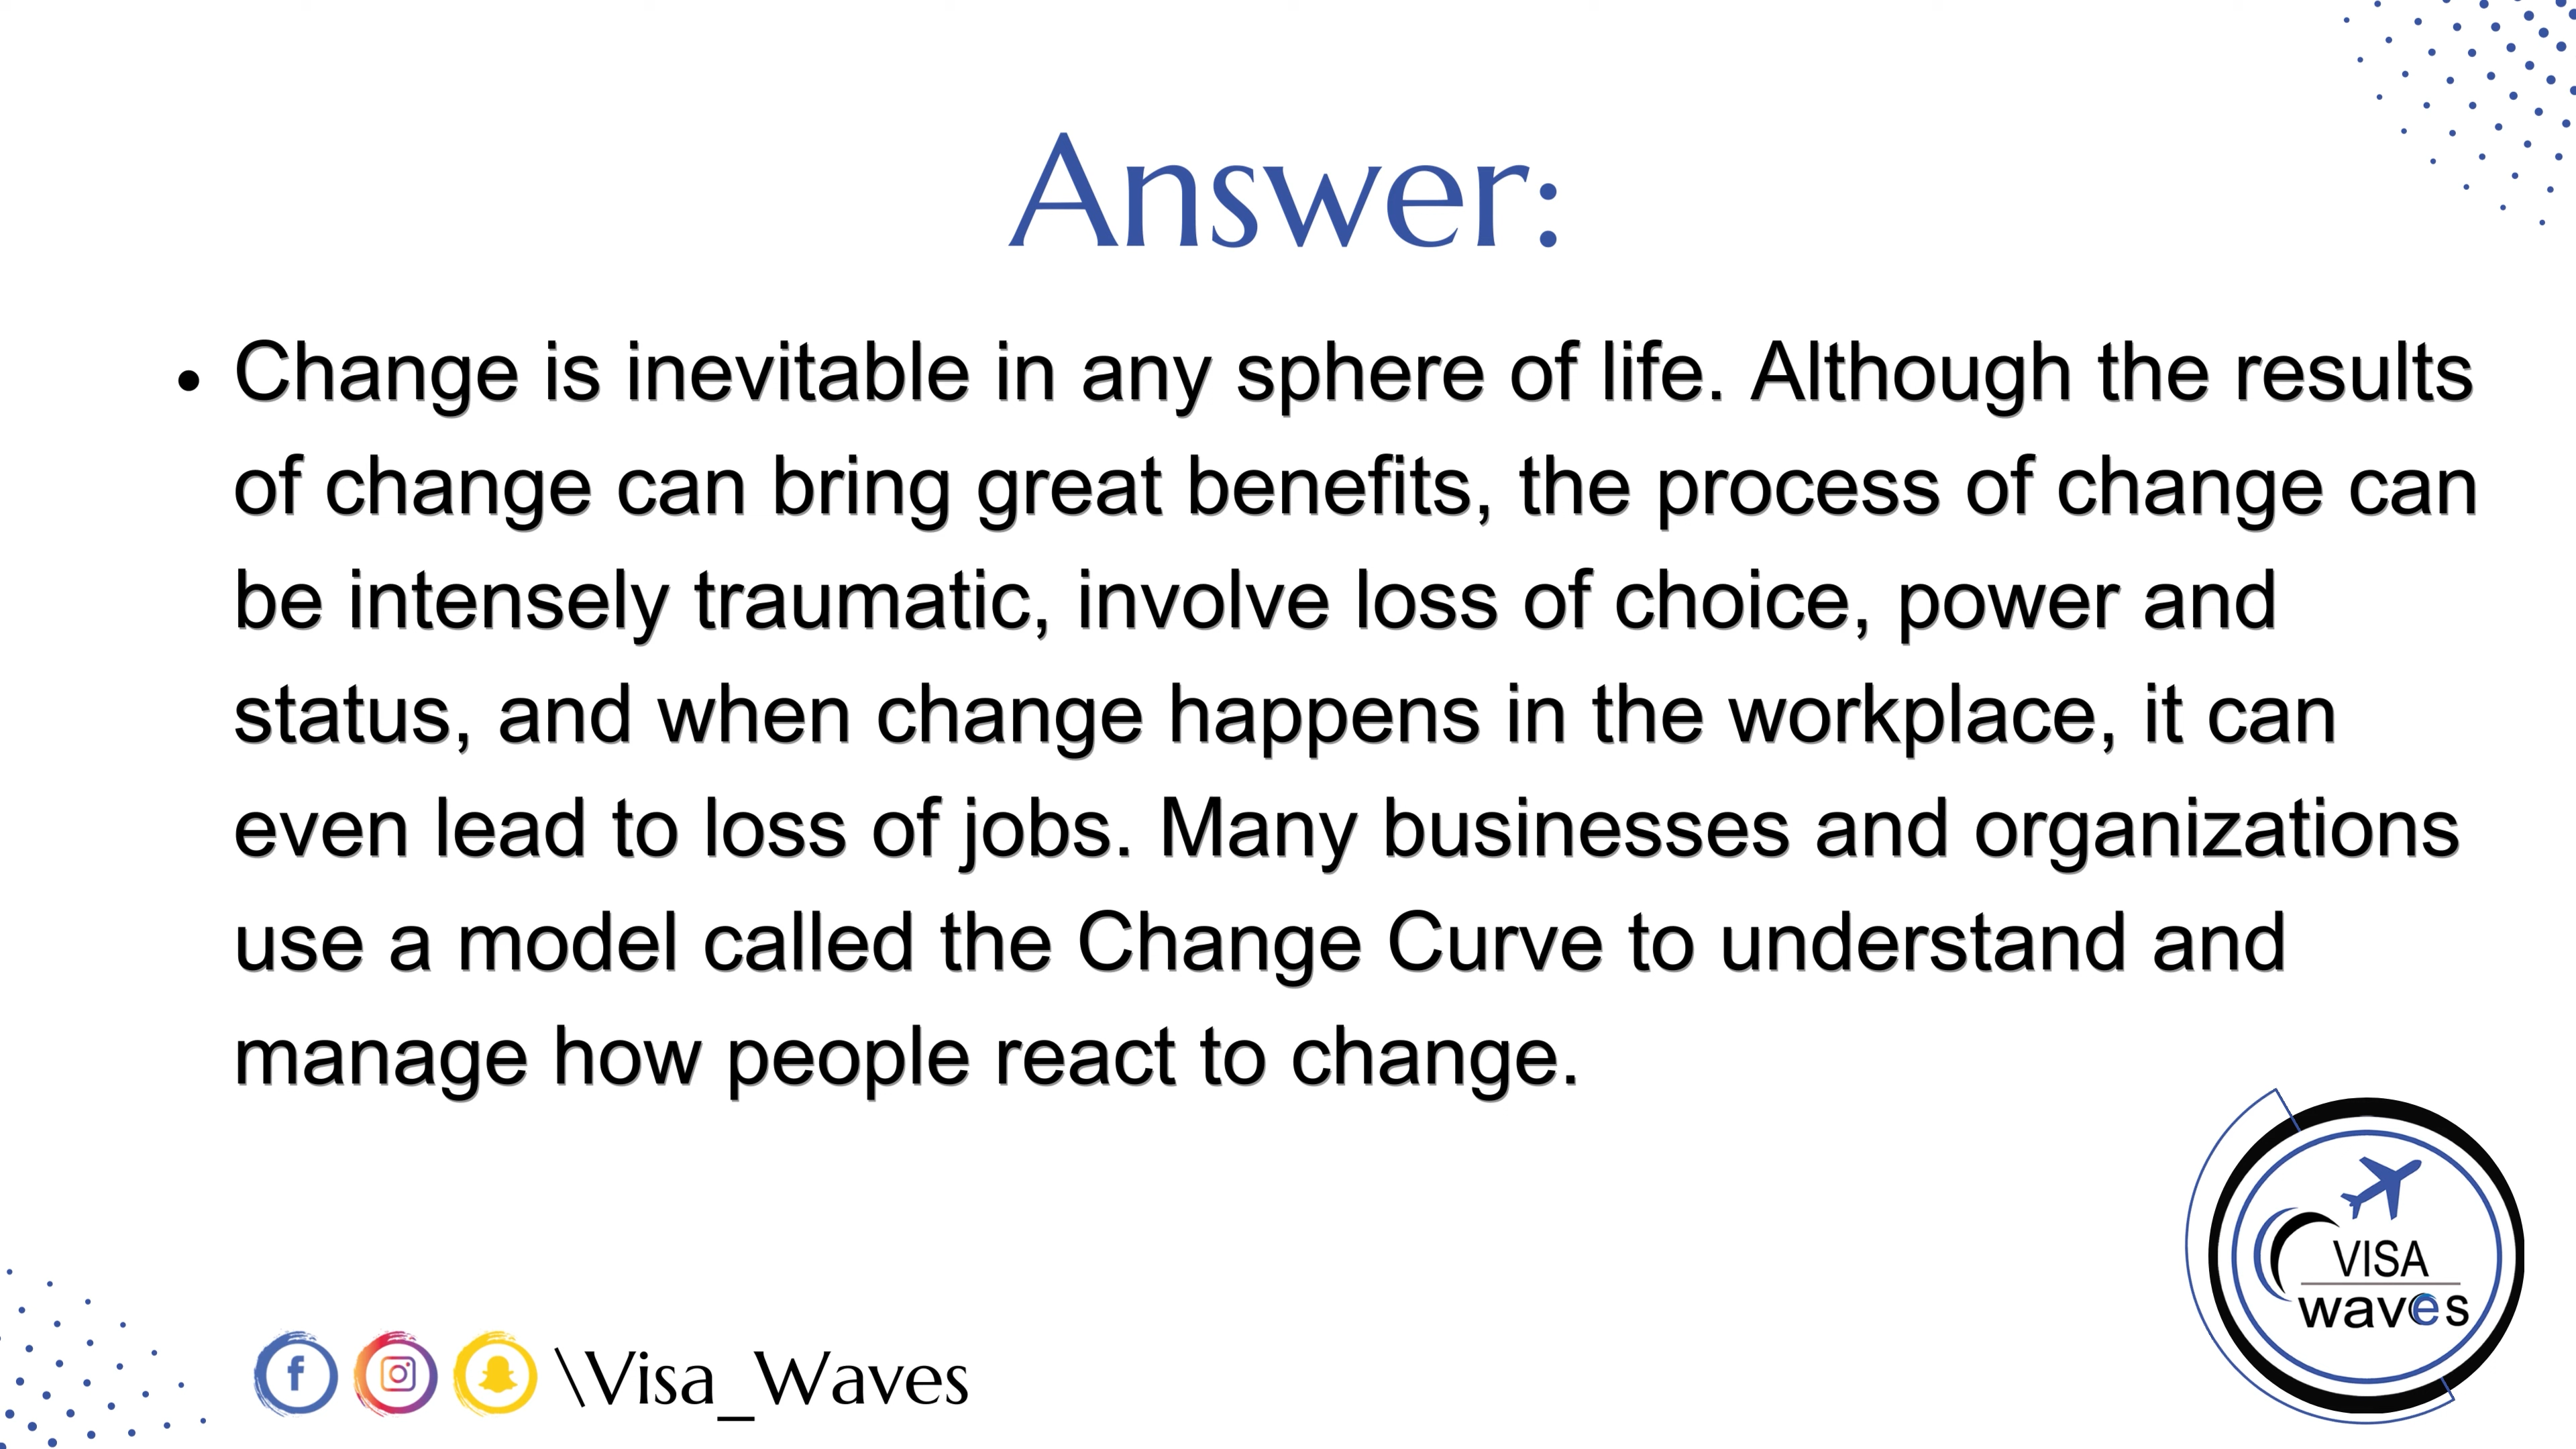 Answer:
• Change is inevitable in any sphere of life. Although the results
of change can bring great benefits, the process of change can
be intensely traumatic, involve loss of choice, power and
status, and when change happens in the workplace, it can
even lead to loss of jobs. Many businesses and organizations
use a model called the Change Curve to understand and
manage how people react to change.
VISA
waves
\Visa_Waves